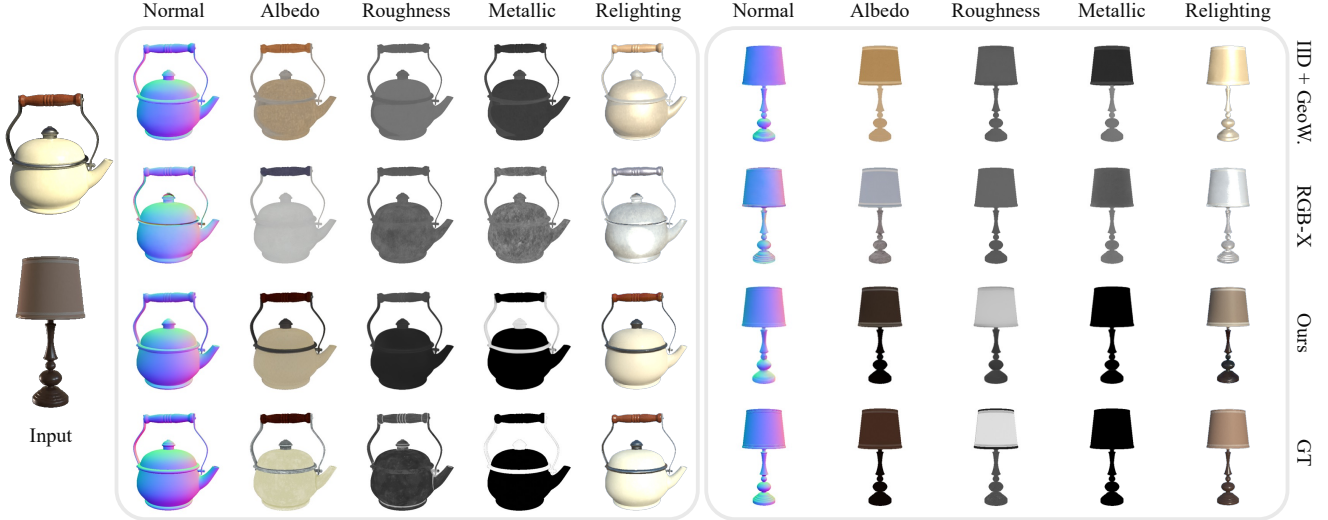 Normal Albedo Roughness Metallic Relighting Normal Albedo Roughness Metallic Relighting
IID + GeoW.
RGB-X
Ours
GT
Input